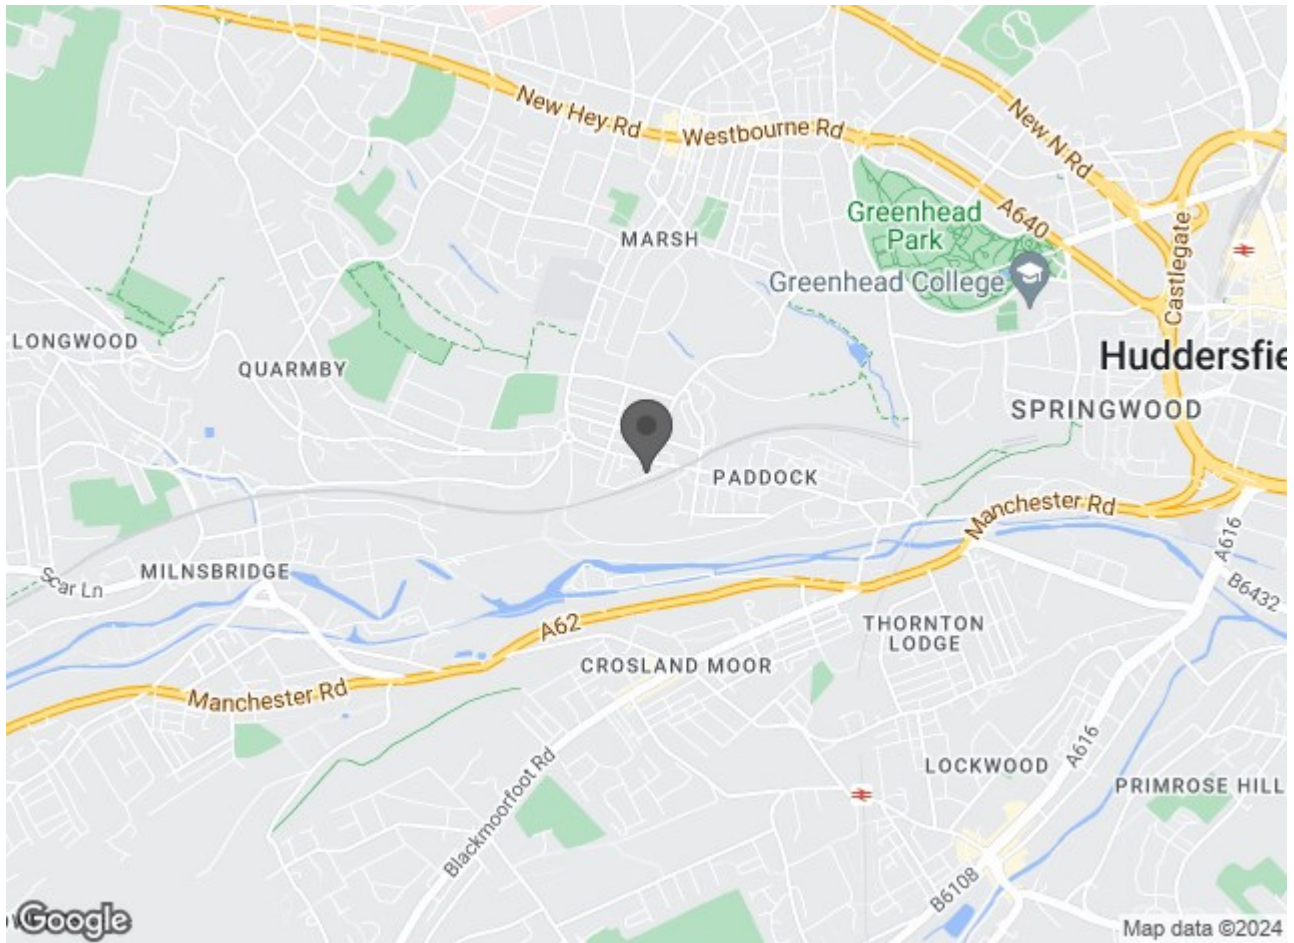 New Hey Rd
Westbourne Rd
New N Rd
A640
Castlegate
Greenhead
Park
Greenhead College
MARSH
LONGWOOD
QUARMBY
Huddersfie
SPRINGWOOD
PADDOCK
Manchester Rd
A616
B6432
Scar Ln
MILNSBRIDGE
A62
THORNTON
LODGE
CROSLAND MOOR
Manchester Rd
A616
LOCKWOOD
PRIMROSE HILL
Blackmoorfoot Rd
B6108
Google
Map data ©2024